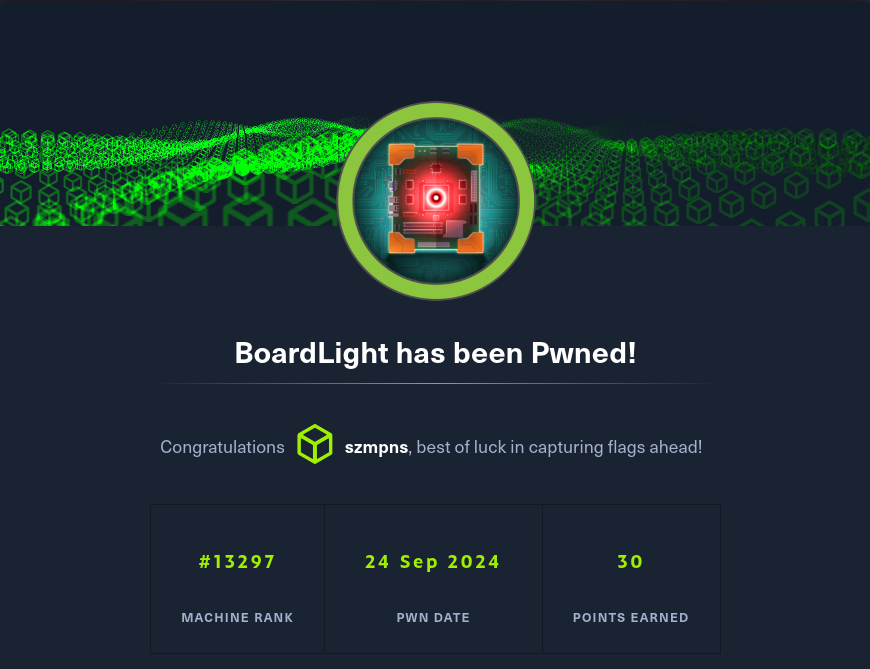 BoardLight has been Pwned!
Congratulations szmpns, best of luck in capturing flags ahead!
#13297 24 Sep 2024 30
MACHINE RANK PWN DATE POINTS EARNED